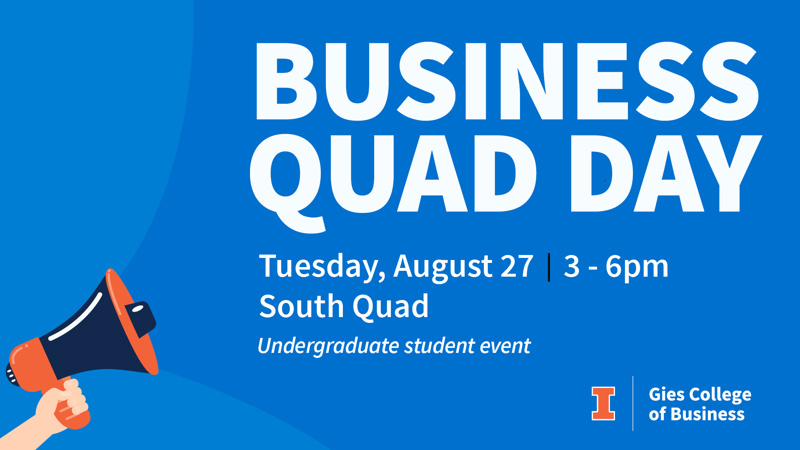 BUSINESS
QUAD DAY
Tuesday, August 27 | 3 - 6pm
South Quad
Undergraduate student event
I
Gies College
of Business